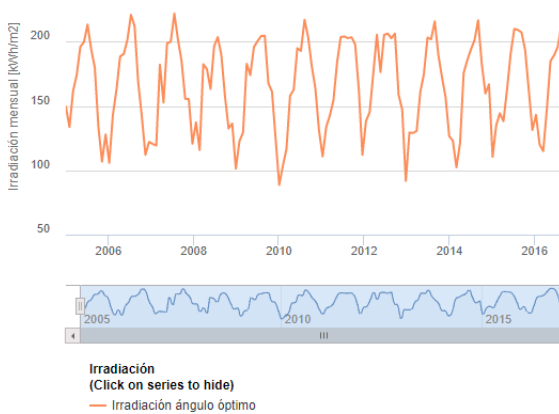 Irradiación mensual [kWh/m2]
200
150
100
50
2006 2008 2010 2012 2014 2016
2005 2010 2015
Irradiación
(Click on series to hide)
Irradiación ángulo óptimo